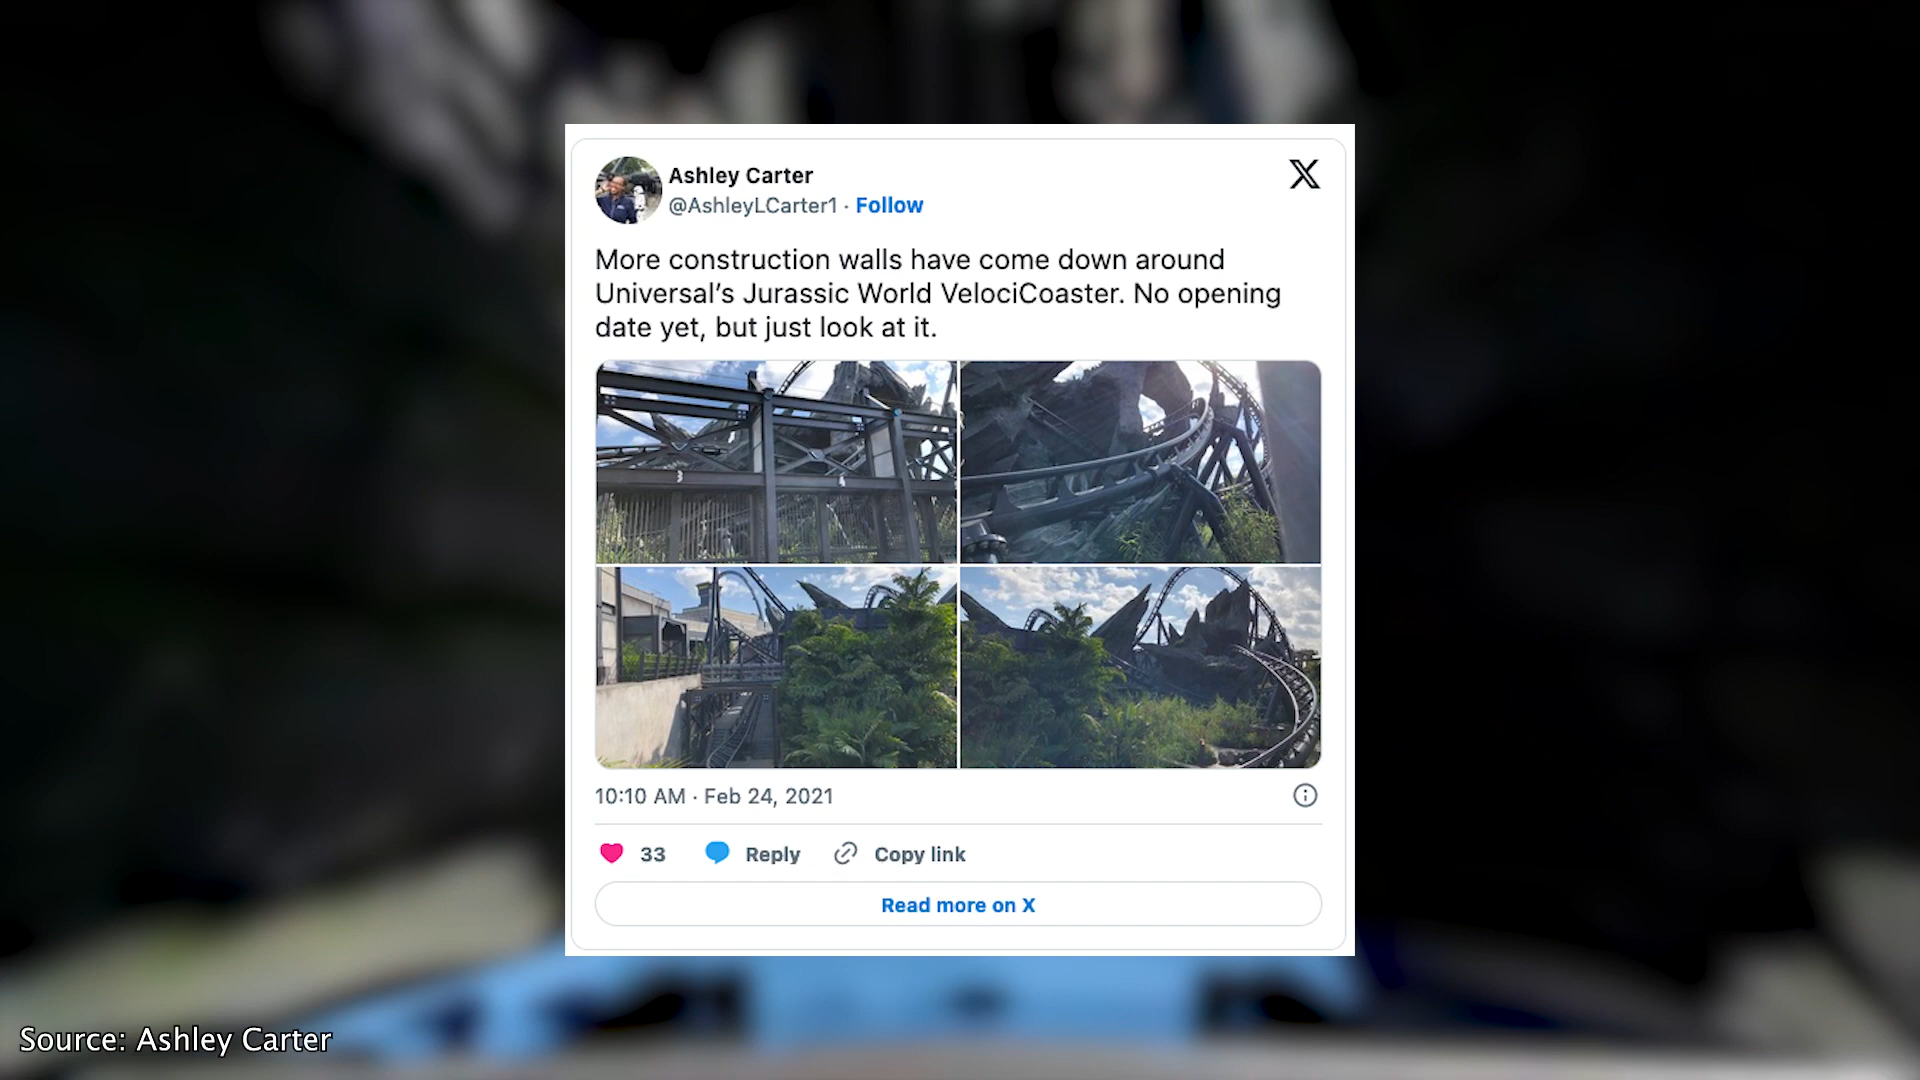 Ashley Carter
@AshleyLCarter1 · Follow
More construction walls have come down around
Universal’s Jurassic World VelociCoaster. No opening
date yet, but just look at it.
3
4
10:10 AM · Feb 24, 2021
33
Reply
Copy link
Read more on X
Source: Ashley Carter